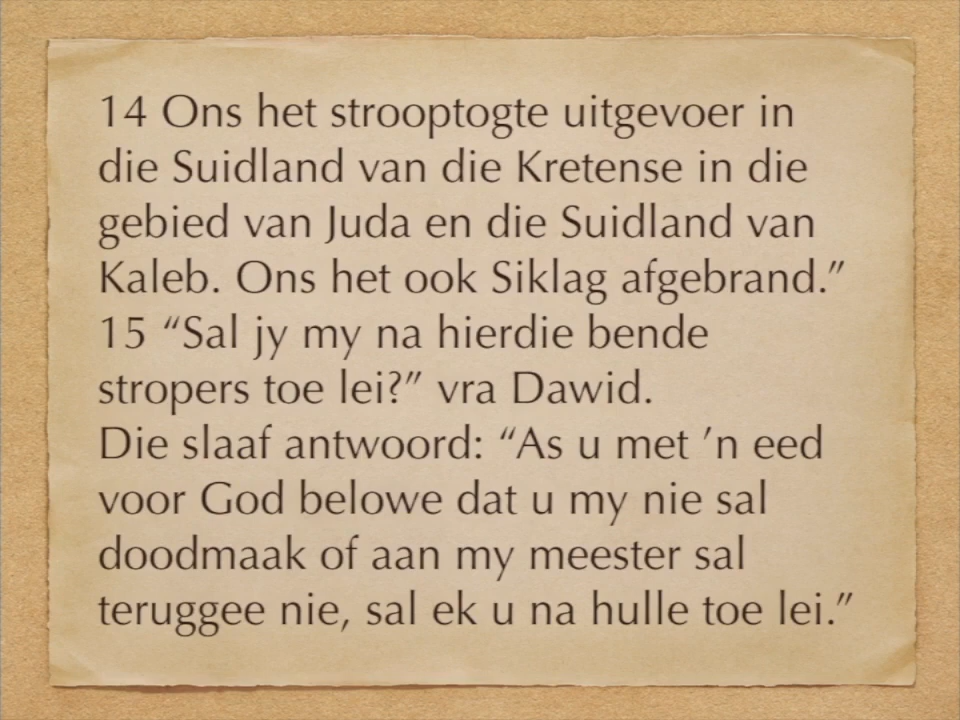 14 Ons het strooptogte uitgevoer in
die Suidland van die Kretense in die
gebied van Juda en die Suidland van
Kaleb. Ons het ook Siklag afgebrand.”
15 “Sal jy my na hierdie bende
stropers toe lei?” vra Dawid.
Die slaaf antwoord: “As u met ’n eed
voor God belowe dat u my nie sal
doodmaak of aan my meester sal
teruggee nie, sal ek u na hulle toe lei.”